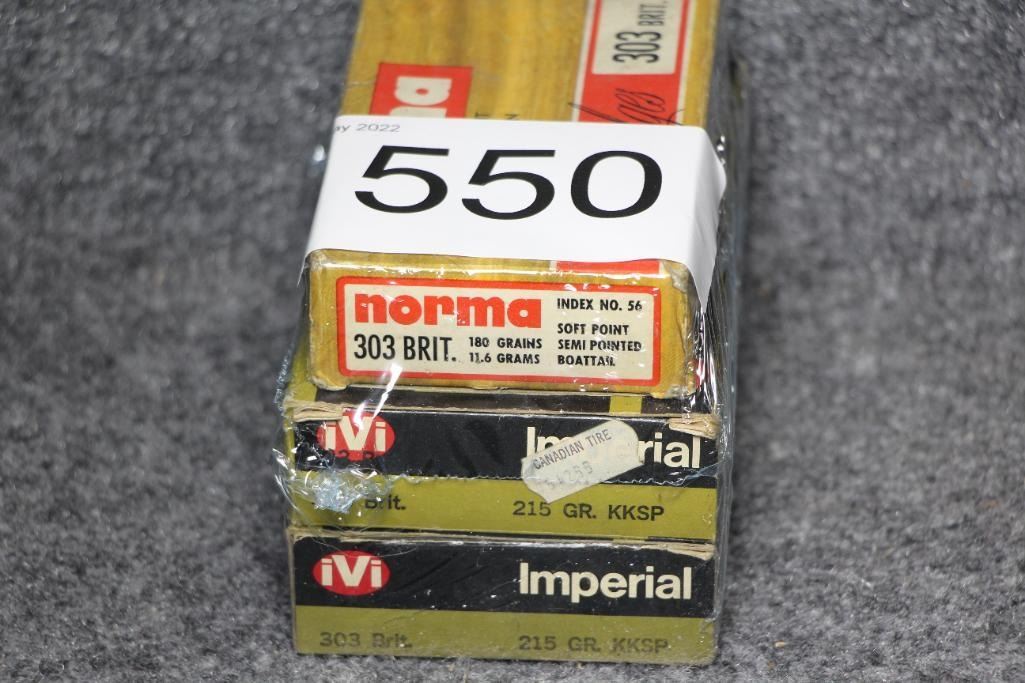 303 BRIT.
ay 2022
550
norma
INDEX NO. 56
303 BRIT.
180 GRAINS
11.6 GRAMS
SOFT POINT
SEMI POINTED
BOATTAIL
iVi
Imperial
CANADIAN TIRE
Brit.
215 GR. KKSP
iVi
Imperial
303 Brit.
215 GR. KKSP